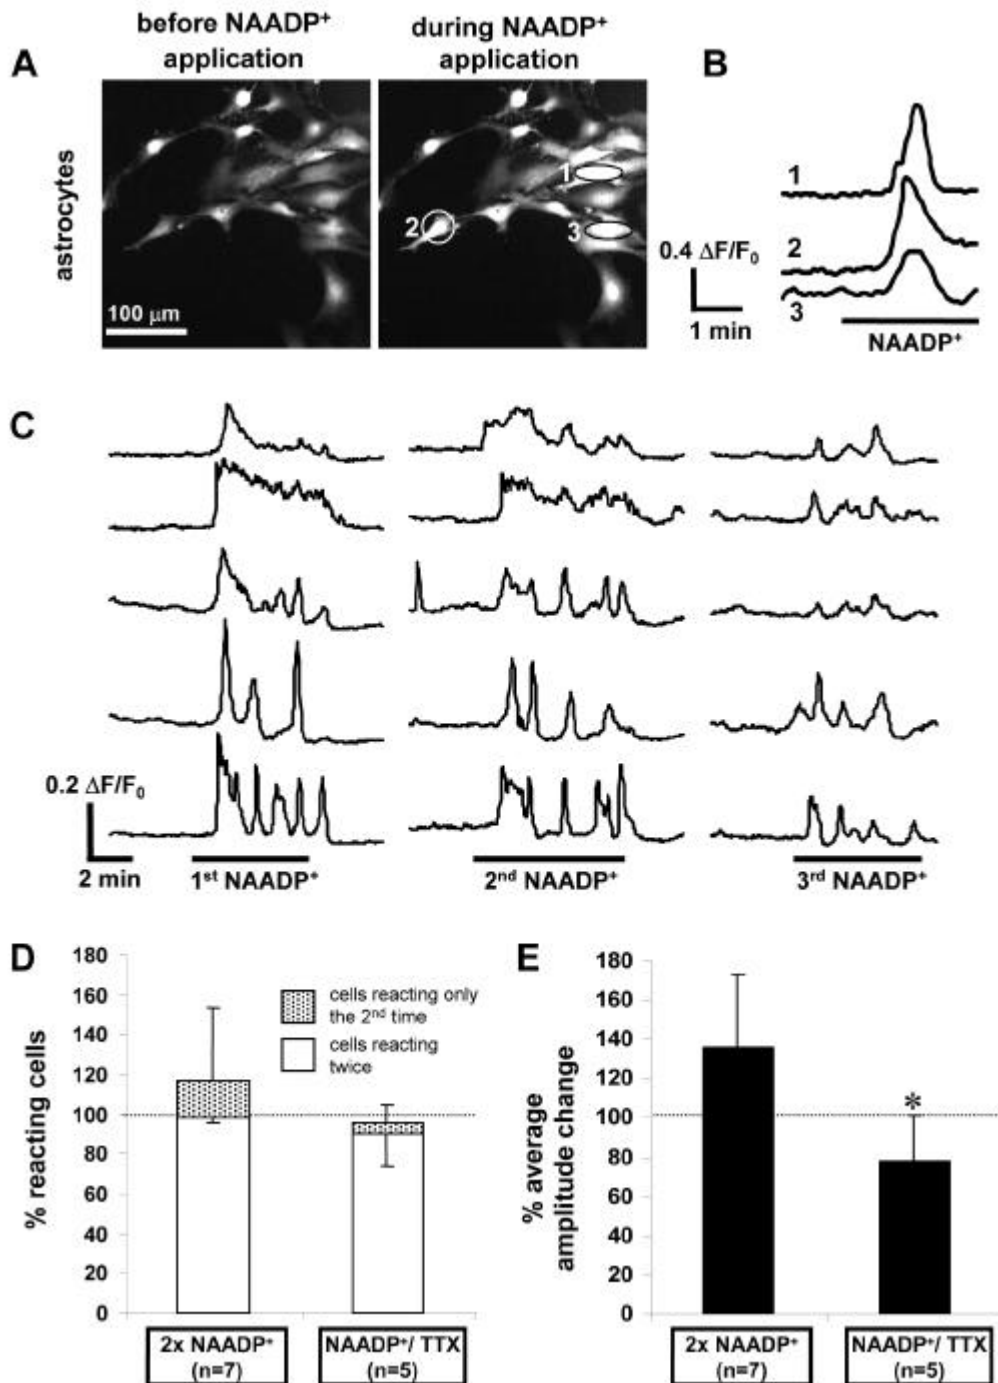 before NAADP⁺
application
during NAADP⁺
application
A
B
astrocytes
1
2
3
100 µm
1
2
3
0.4 ΔF/F₀
1 min
NAADP⁺
C
0.2 ΔF/F₀
2 min
1ˢᵗ NAADP⁺
2ⁿᵈ NAADP⁺
3ʳᵈ NAADP⁺
D
% reacting cells
180
160
140
120
100
80
60
40
20
0
cells reacting only
the 2ⁿᵈ time
cells reacting
twice
2x NAADP⁺
(n=7)
NAADP⁺/ TTX
(n=5)
E
% average
amplitude change
180
160
140
120
100
80
60
40
20
0
*
2x NAADP⁺
(n=7)
NAADP⁺/ TTX
(n=5)